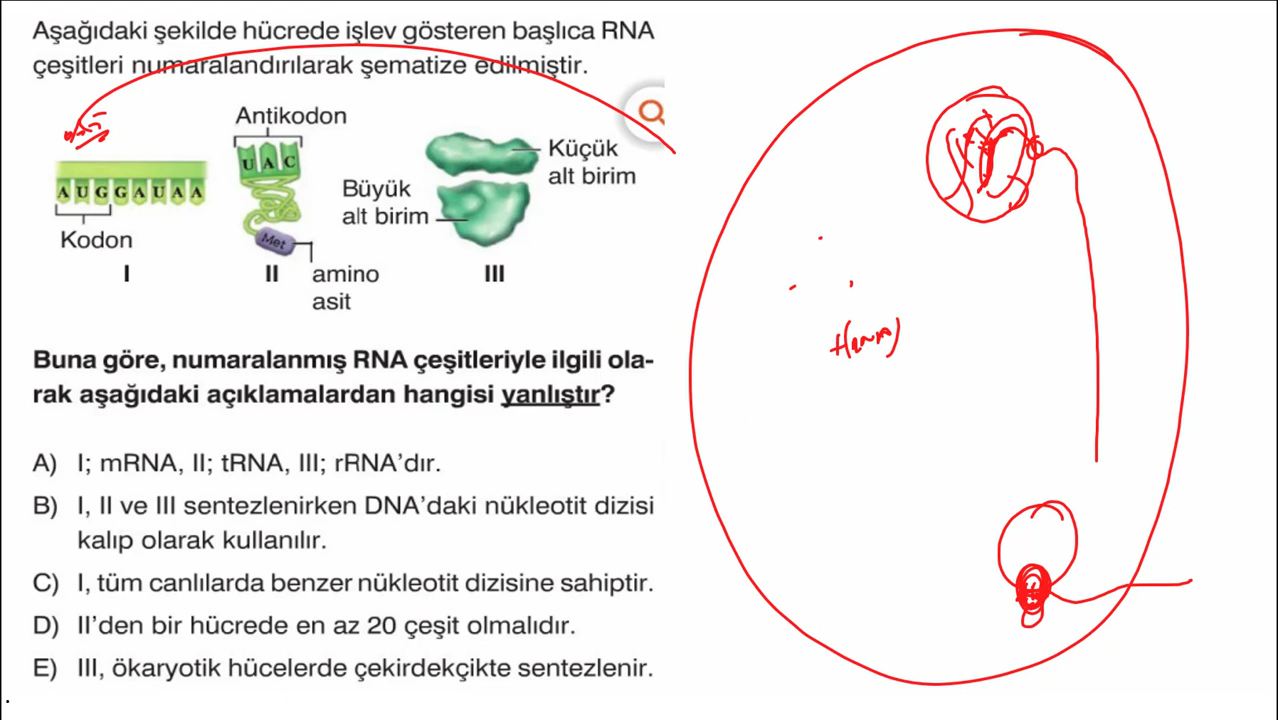 Aşağıdaki şekilde hücrede işlev gösteren başlıca RNA
çeşitleri numaralandırılarak şematize edilmiştir.
Antikodon
UAC
Küçük
alt birim
AUGGAUAA
Büyük
alt birim
Kodon
Met
amino
asit
I
II
III
Buna göre, numaralanmış RNA çeşitleriyle ilgili ola-
rak aşağıdaki açıklamalardan hangisi yanlıştır?
A) I; mRNA, II; tRNA, III; rRNA'dır.
B) I, II ve III sentezlenirken DNA'daki nükleotit dizisi
kalıp olarak kullanılır.
C) I, tüm canlılarda benzer nükleotit dizisine sahiptir.
D) II'den bir hücrede en az 20 çeşit olmalıdır.
E) III, ökaryotik hücelerde çekirdekçikte sentezlenir.